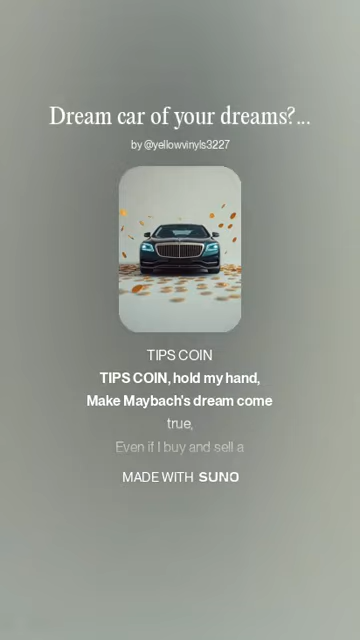 Dream car of your dreams?...
by @yellowvinyls3227
TIPS COIN
TIPS COIN, hold my hand,
Make Maybach's dream come
true,
Even if I buy and sell a
MADE WITH SUNO